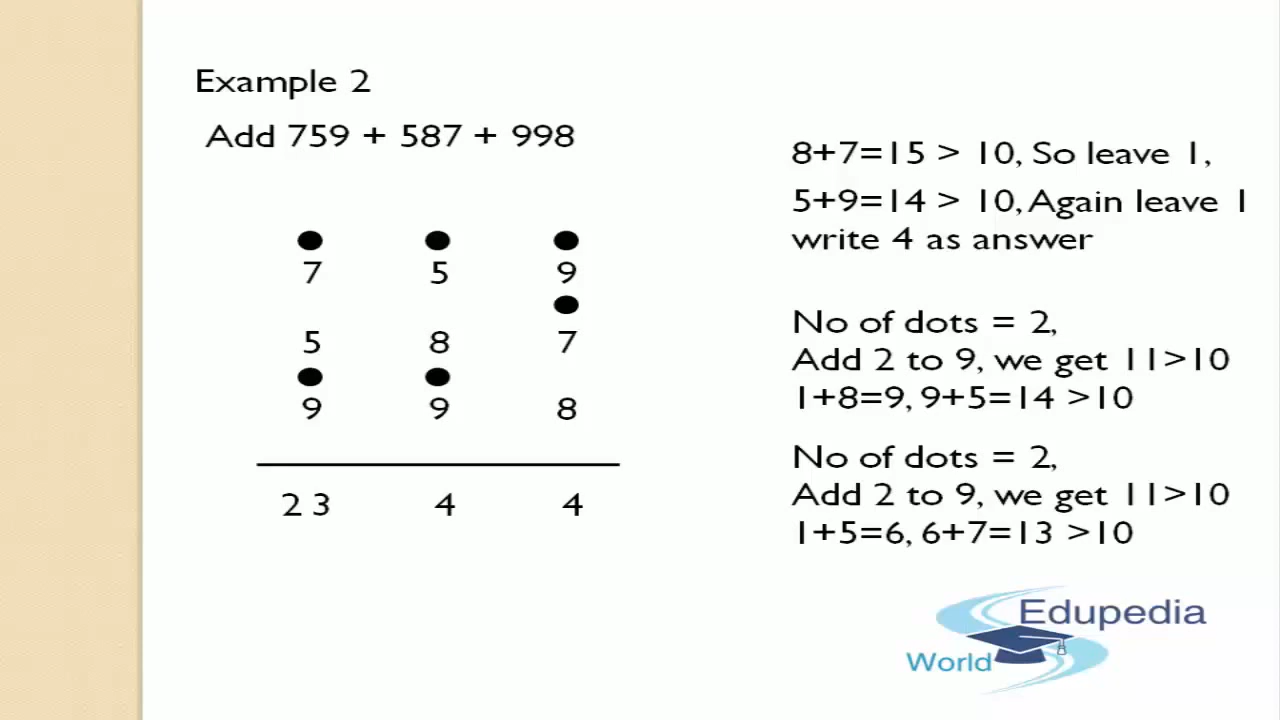 Example 2
Add 759 + 587 + 998
7 5 9
5 8 7
9 9 8
2 3 4 4
8+7=15 > 10, So leave 1,
5+9=14 > 10, Again leave 1
write 4 as answer
No of dots = 2,
Add 2 to 9, we get 11>10
1+8=9, 9+5=14 >10
No of dots = 2,
Add 2 to 9, we get 11>10
1+5=6, 6+7=13 >10
Edupedia
World